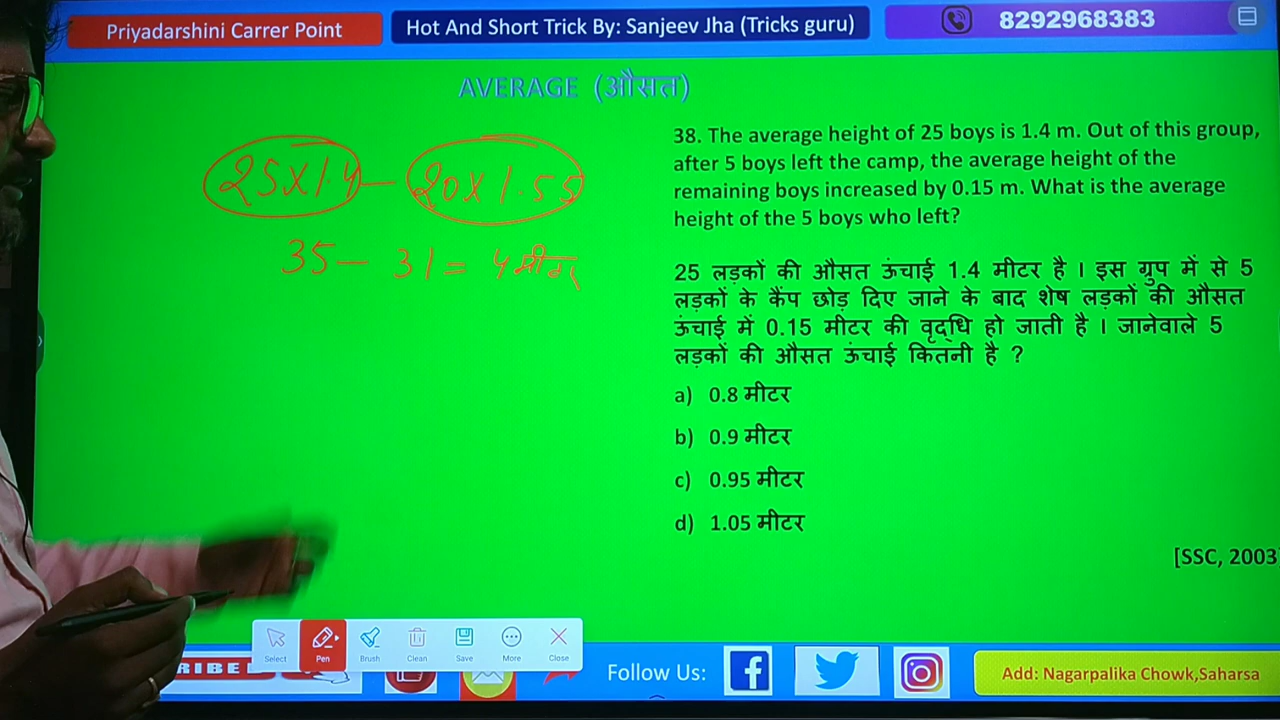 Priyadarshini Carrer Point
Hot And Short Trick By: Sanjeev Jha (Tricks guru)
8292968383
AVERAGE (औसत)
25X1.4 — 20X1.55
35 — 31 = 4 मीटर
38. The average height of 25 boys is 1.4 m. Out of this group,
after 5 boys left the camp, the average height of the
remaining boys increased by 0.15 m. What is the average
height of the 5 boys who left?
25 लड़कों की औसत ऊंचाई 1.4 मीटर है । इस ग्रुप में से 5
लड़कों के कैंप छोड़ दिए जाने के बाद शेष लड़कों की औसत
ऊंचाई में 0.15 मीटर की वृद्धि हो जाती है । जानेवाले 5
लड़कों की औसत ऊंचाई कितनी है ?
a) 0.8 मीटर
b) 0.9 मीटर
c) 0.95 मीटर
d) 1.05 मीटर
[SSC, 2003]
Select Pen Brush Clean Save More Close
RIBED
Follow Us:
Add: Nagarpalika Chowk,Saharsa